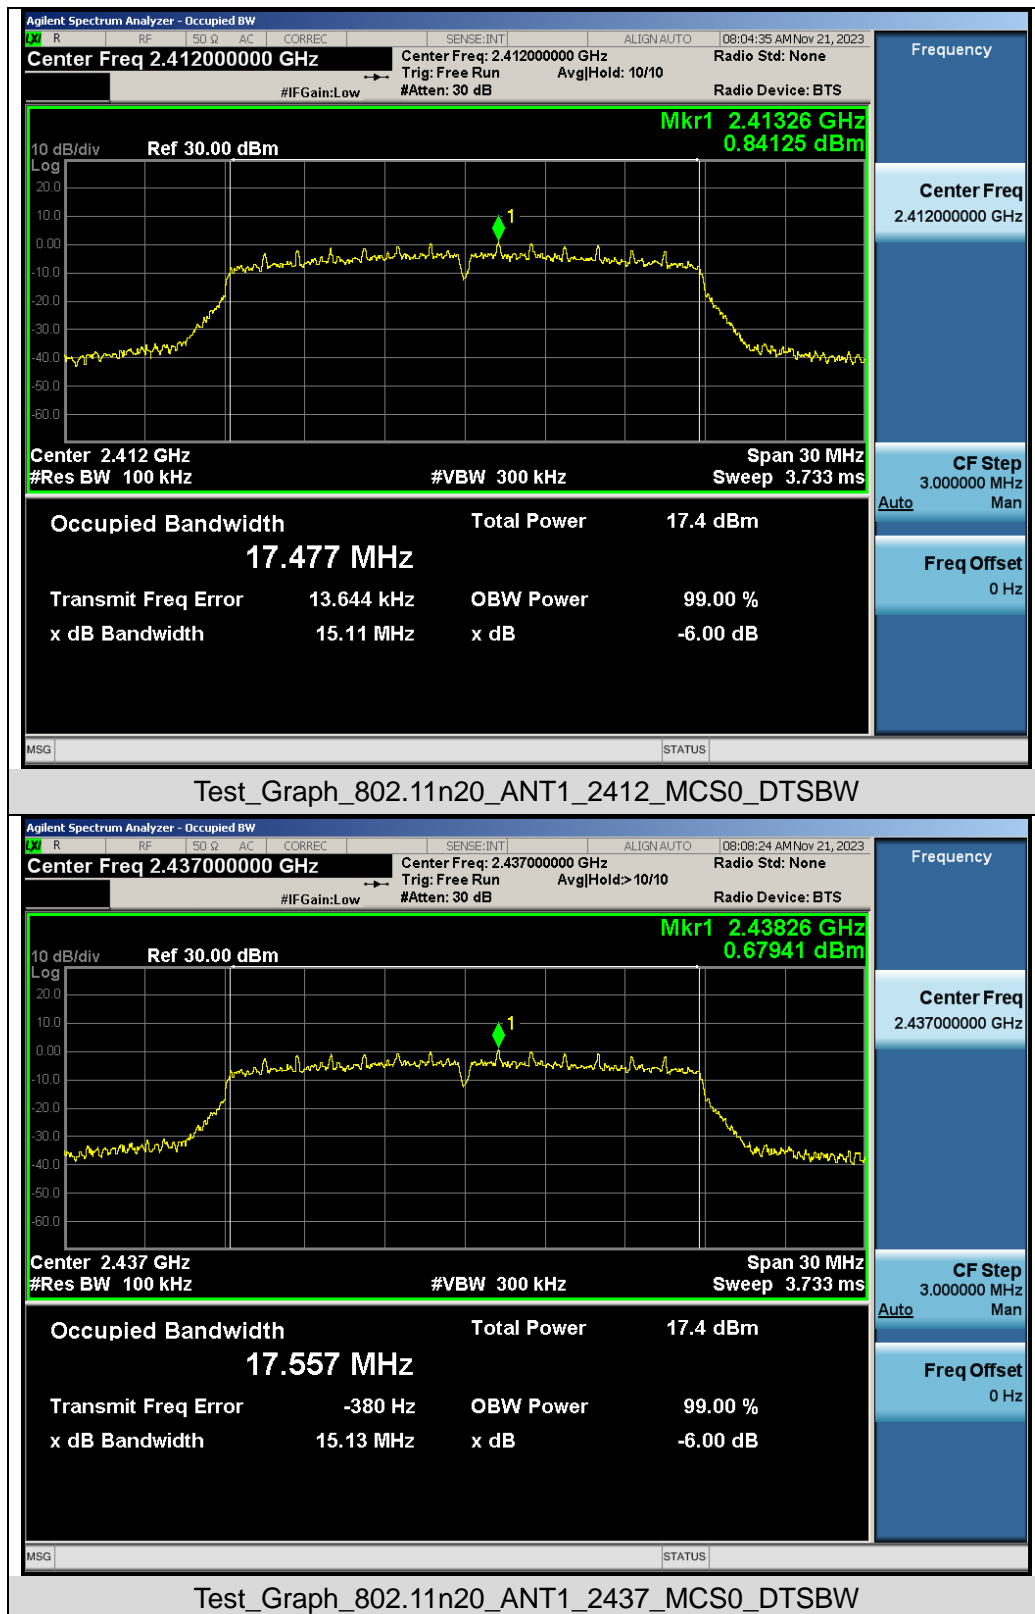 Agilent Spectrum Analyzer - Occupied BW
LXI R RF 50 Ω AC CORREC SENSE:INT ALIGN AUTO 08:04:35 AM Nov 21, 2023
Center Freq 2.412000000 GHz Center Freq: 2.412000000 GHz Radio Std: None
Trig: Free Run Avg|Hold: 10/10
#IFGain:Low #Atten: 30 dB Radio Device: BTS
Mkr1 2.41326 GHz
0.84125 dBm
10 dB/div Ref 30.00 dBm
Log
20.0
10.0
0.00
-10.0
-20.0
-30.0
-40.0
-50.0
-60.0
1
Center 2.412 GHz Span 30 MHz
#Res BW 100 kHz #VBW 300 kHz Sweep 3.733 ms
Occupied Bandwidth Total Power 17.4 dBm
17.477 MHz
Transmit Freq Error 13.644 kHz OBW Power 99.00 %
x dB Bandwidth 15.11 MHz x dB -6.00 dB
MSG STATUS
Frequency
Center Freq
2.412000000 GHz
CF Step
3.000000 MHz
Auto Man
Freq Offset
0 Hz
Test_Graph_802.11n20_ANT1_2412_MCS0_DTSBW
Agilent Spectrum Analyzer - Occupied BW
LXI R RF 50 Ω AC CORREC SENSE:INT ALIGN AUTO 08:08:24 AM Nov 21, 2023
Center Freq 2.437000000 GHz Center Freq: 2.437000000 GHz Radio Std: None
Trig: Free Run Avg|Hold:>10/10
#IFGain:Low #Atten: 30 dB Radio Device: BTS
Mkr1 2.43826 GHz
0.67941 dBm
10 dB/div Ref 30.00 dBm
Log
20.0
10.0
0.00
-10.0
-20.0
-30.0
-40.0
-50.0
-60.0
1
Center 2.437 GHz Span 30 MHz
#Res BW 100 kHz #VBW 300 kHz Sweep 3.733 ms
Occupied Bandwidth Total Power 17.4 dBm
17.557 MHz
Transmit Freq Error -380 Hz OBW Power 99.00 %
x dB Bandwidth 15.13 MHz x dB -6.00 dB
MSG STATUS
Frequency
Center Freq
2.437000000 GHz
CF Step
3.000000 MHz
Auto Man
Freq Offset
0 Hz
Test_Graph_802.11n20_ANT1_2437_MCS0_DTSBW